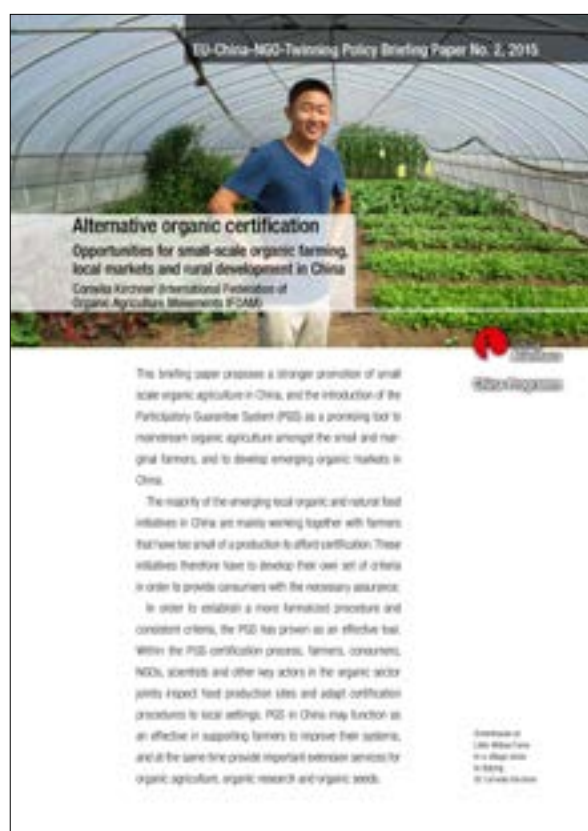 EU-China-NGO-Twinning Policy Briefing Paper No. 2, 2015
Alternative organic certification
Opportunities for small-scale organic farming,
local markets and rural development in China
Cornelia Kirchner (International Federation of
Organic Agriculture Movements (IFOAM)
China Programm
This briefing paper proposes a stronger promotion of small
scale organic agriculture in China, and the introduction of the
Participatory Guarantee System (PGS) as a promising tool to
mainstream organic agriculture amongst the small and mar-
ginal farmers, and to develop emerging organic markets in
China.
The majority of the emerging local organic and natural food
initiatives in China are mainly working together with farmers
that have too small of a production to afford certification. These
initiatives therefore have to develop their own set of criteria
in order to provide consumers with the necessary assurance.
In order to establish a more formalized procedure and
consistent criteria, the PGS has proven as an effective tool.
Within the PGS certification process, farmers, consumers,
NGOs, scientists and other key actors in the organic sector
jointly inspect food production sites and adapt certification
procedures to local settings. PGS in China may function as
an effective in supporting farmers to improve their systems,
and at the same time provide important extension services for
organic agriculture, organic research and organic seeds.